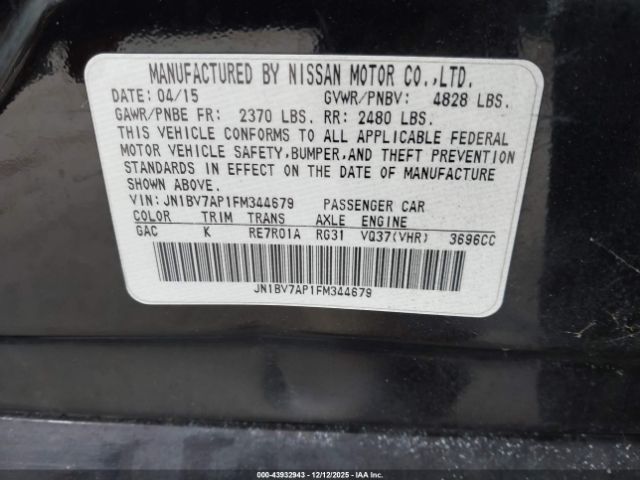 MANUFACTURED BY NISSAN MOTOR CO.,LTD.
DATE: 04/15 GVWR/PNBV: 4828 LBS.
GAWR/PNBE FR: 2370 LBS. RR: 2480 LBS.
THIS VEHICLE CONFORMS TO ALL APPLICABLE FEDERAL
MOTOR VEHICLE SAFETY,BUMPER,AND THEFT PREVENTION
STANDARDS IN EFFECT ON THE DATE OF MANUFACTURE
SHOWN ABOVE.
VIN: JN1BV7AP1FM344679 PASSENGER CAR
COLOR TRIM TRANS AXLE ENGINE
GAC K RE7R01A RG31 VQ37(VHR) 3696CC
JN1BV7AP1FM344679
000-43932943 - 12/12/2025 - IAA